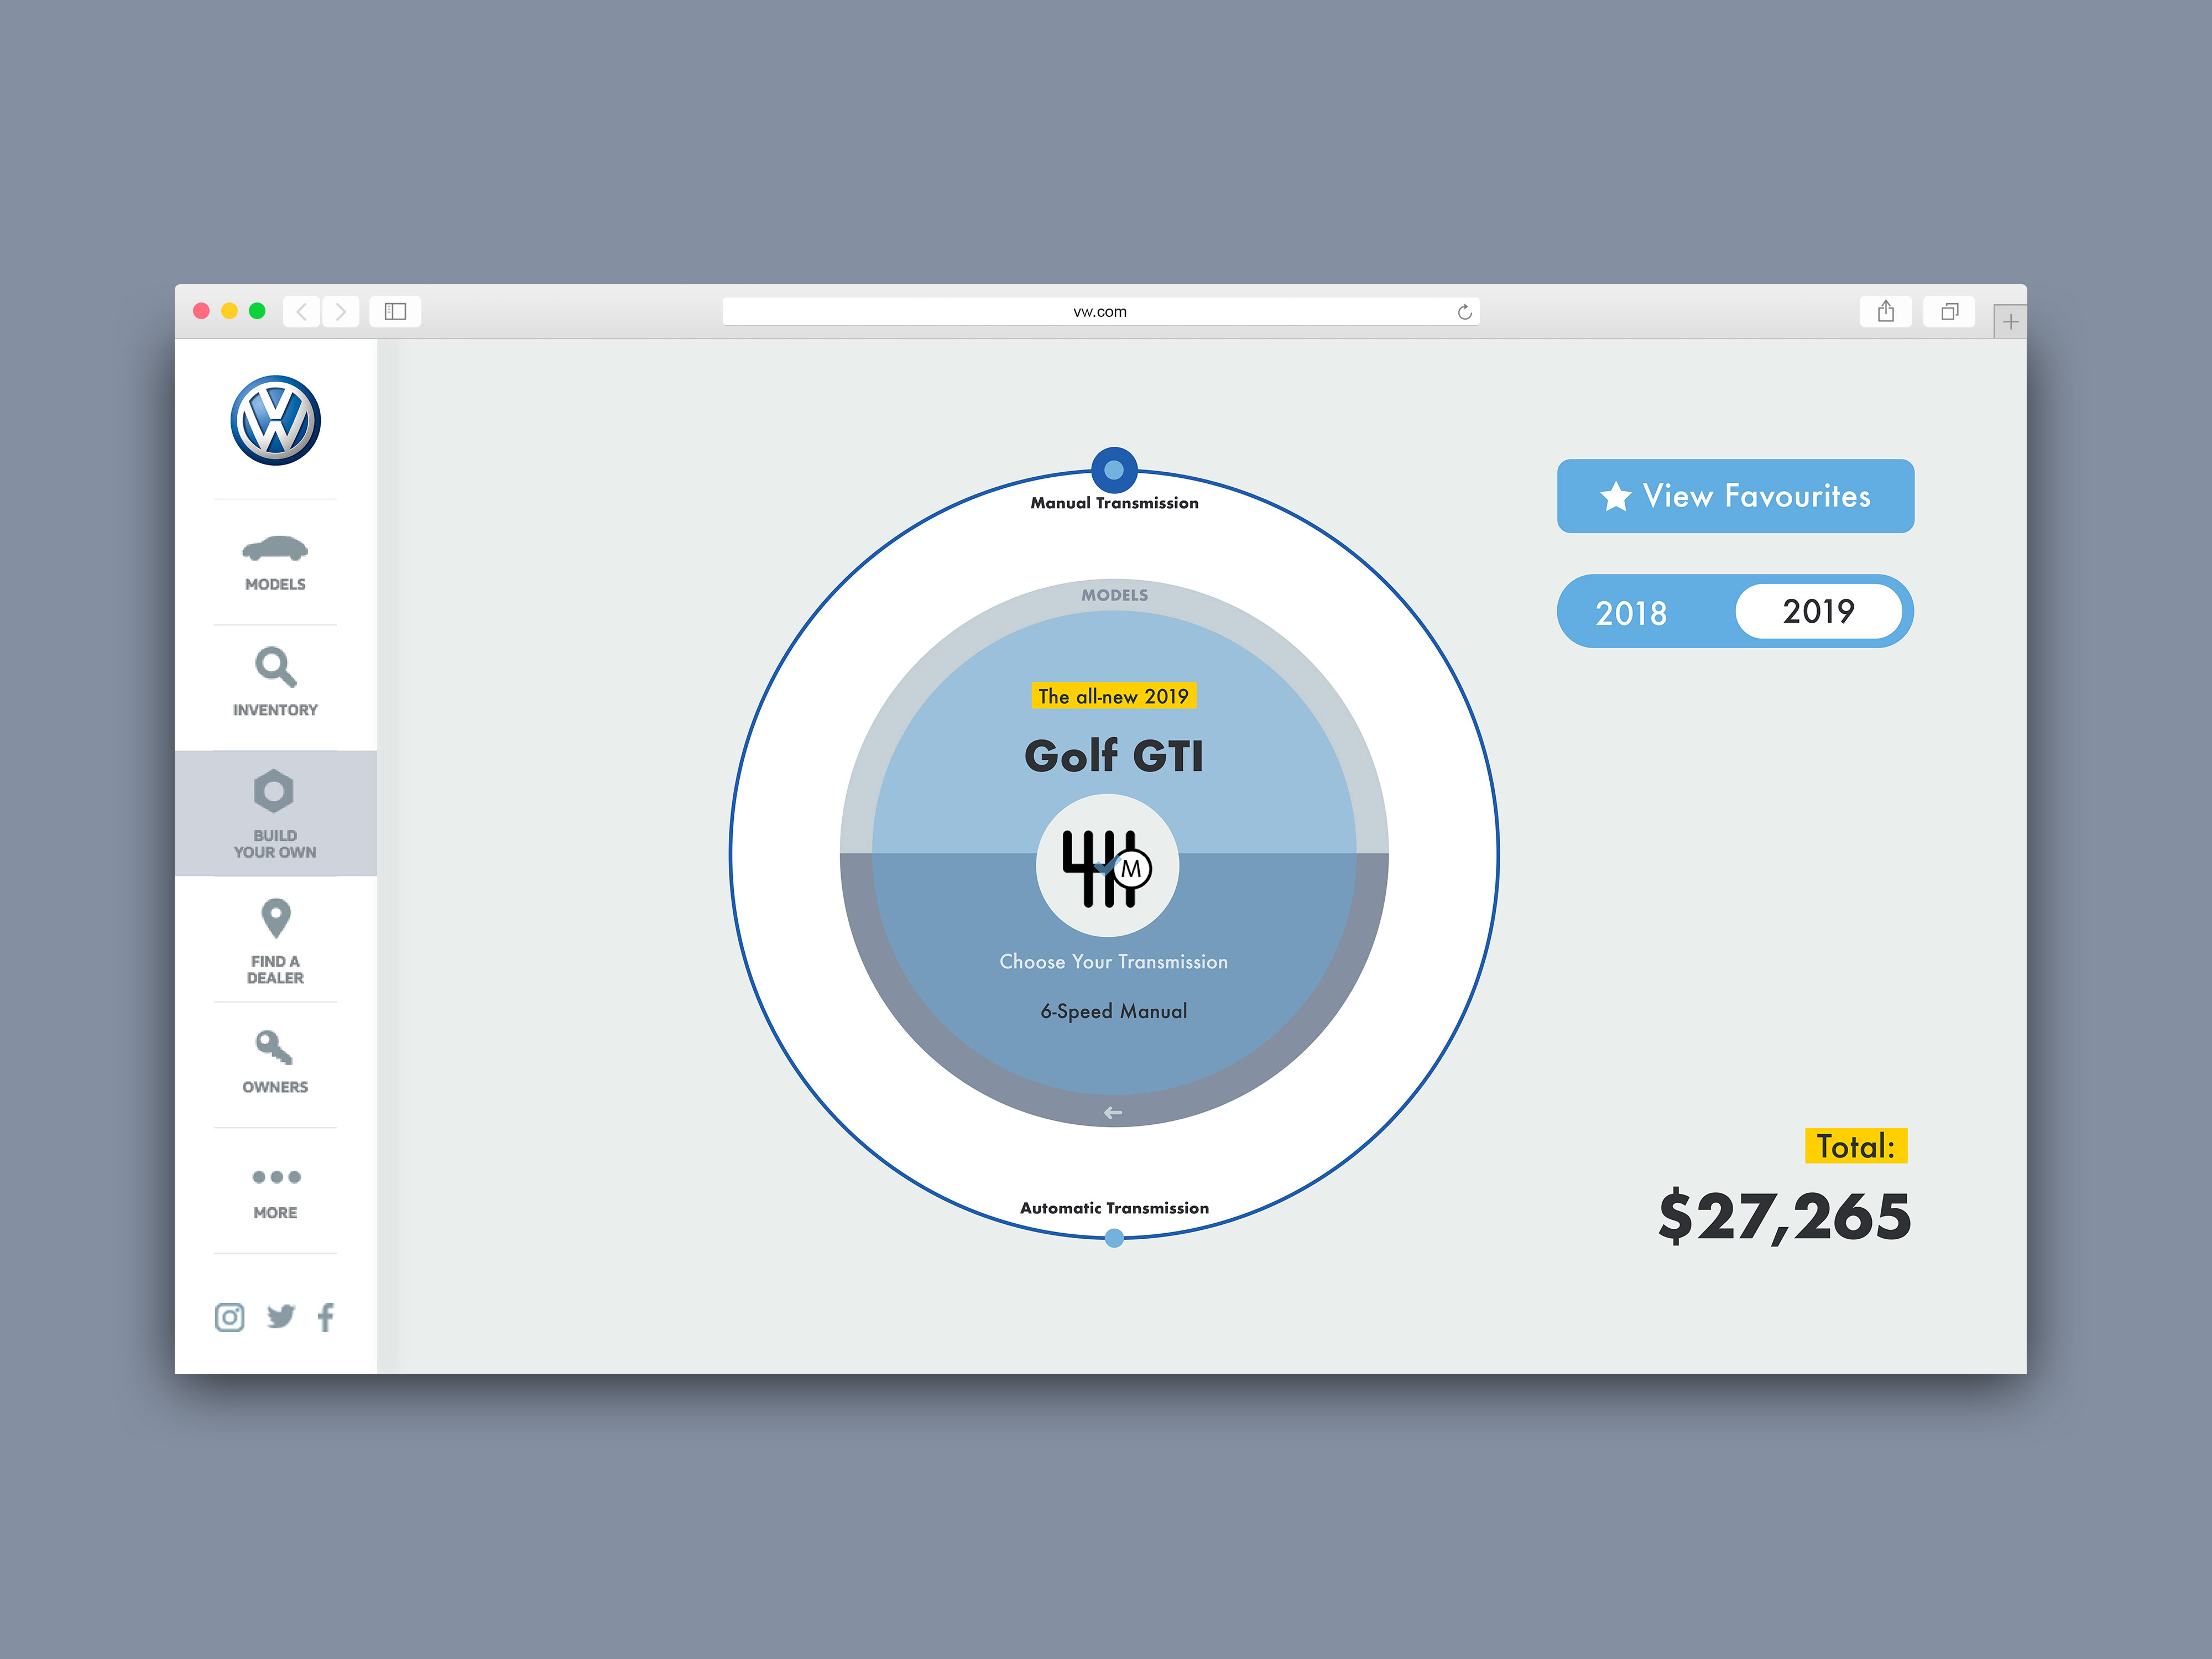 vw.com
MODELS
INVENTORY
BUILD
YOUR OWN
FIND A
DEALER
OWNERS
MORE
Manual Transmission
MODELS
The all-new 2019
Golf GTI
M
Choose Your Transmission
6-Speed Manual
Automatic Transmission
View Favourites
2018 2019
Total:
$27,265